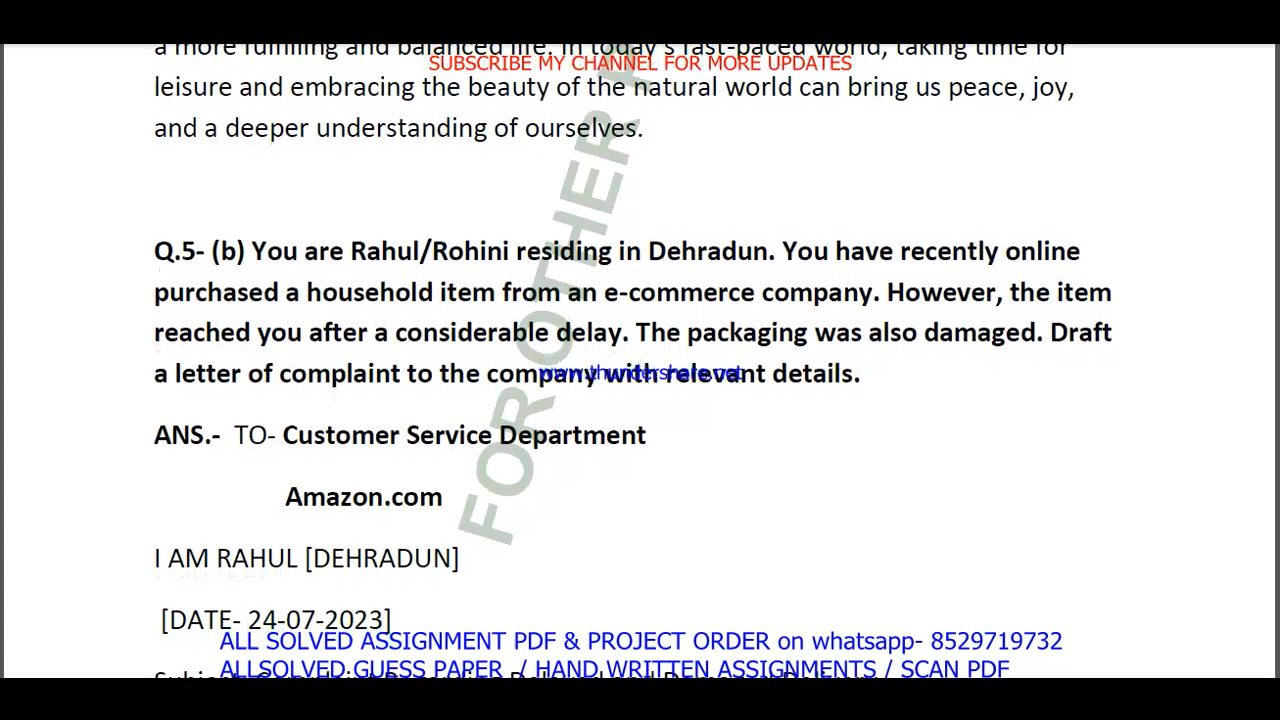 a more fulfilling and balanced life. In today's fast-paced world, taking time for
SUBSCRIBE MY CHANNEL FOR MORE UPDATES
leisure and embracing the beauty of the natural world can bring us peace, joy,
and a deeper understanding of ourselves.
FOR OTHER
Q.5- (b) You are Rahul/Rohini residing in Dehradun. You have recently online
purchased a household item from an e-commerce company. However, the item
reached you after a considerable delay. The packaging was also damaged. Draft
a letter of complaint to the company with relevant details.
www.thundershare.net
ANS.- TO- Customer Service Department
Amazon.com
I AM RAHUL [DEHRADUN]
[DATE- 24-07-2023]
ALL SOLVED ASSIGNMENT PDF & PROJECT ORDER on whatsapp- 8529719732
ALLSOLVED GUESS PAPER / HAND WRITTEN ASSIGNMENTS / SCAN PDF